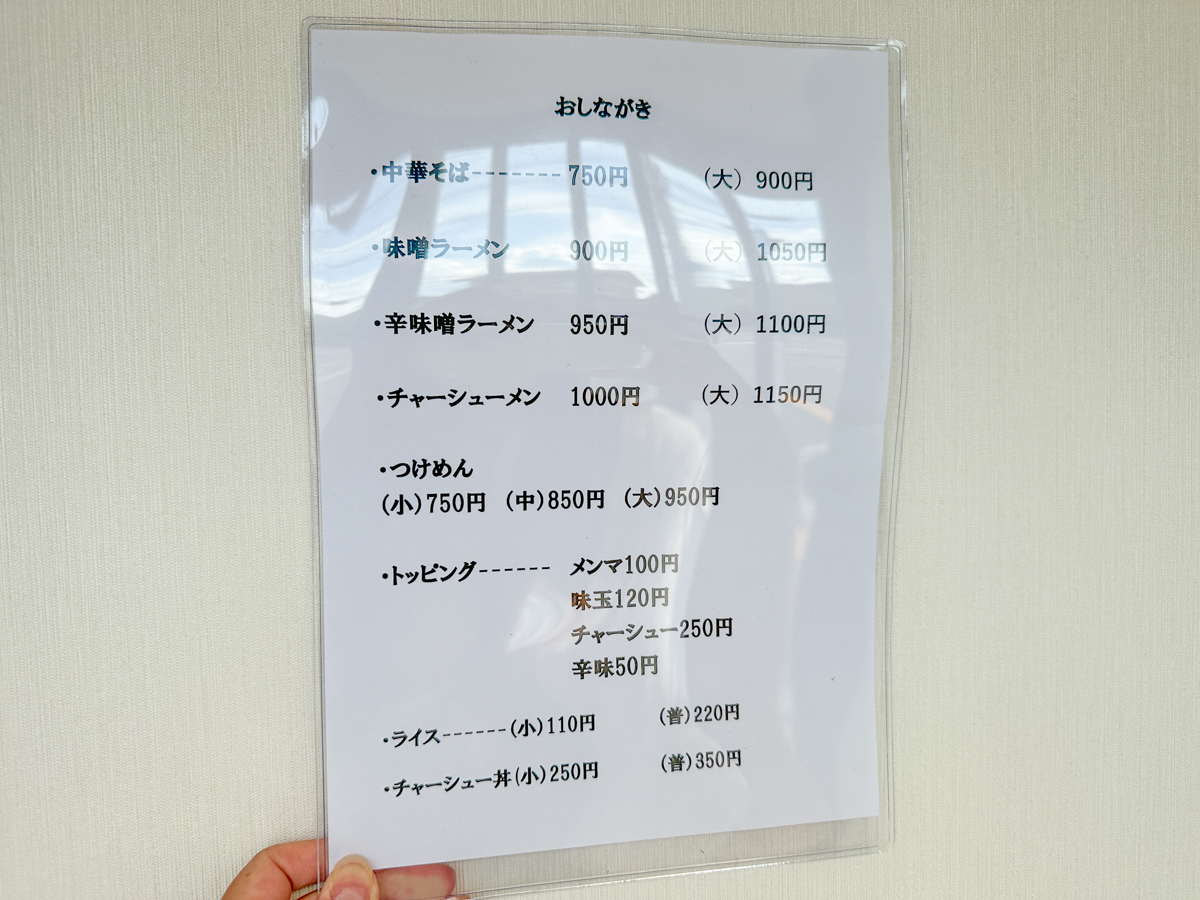 おしながき
・中華そば-------- 750円 (大) 900円
・味噌ラーメン 900円 (大) 1050円
・辛味噌ラーメン 950円 (大) 1100円
・チャーシューメン 1000円 (大) 1150円
・つけめん
(小)750円 (中)850円 (大)950円
・トッピング------ メンマ100円
味玉120円
チャーシュー250円
辛味50円
・ライス------(小)110円 (普)220円
・チャーシュー丼(小)250円 (普)350円